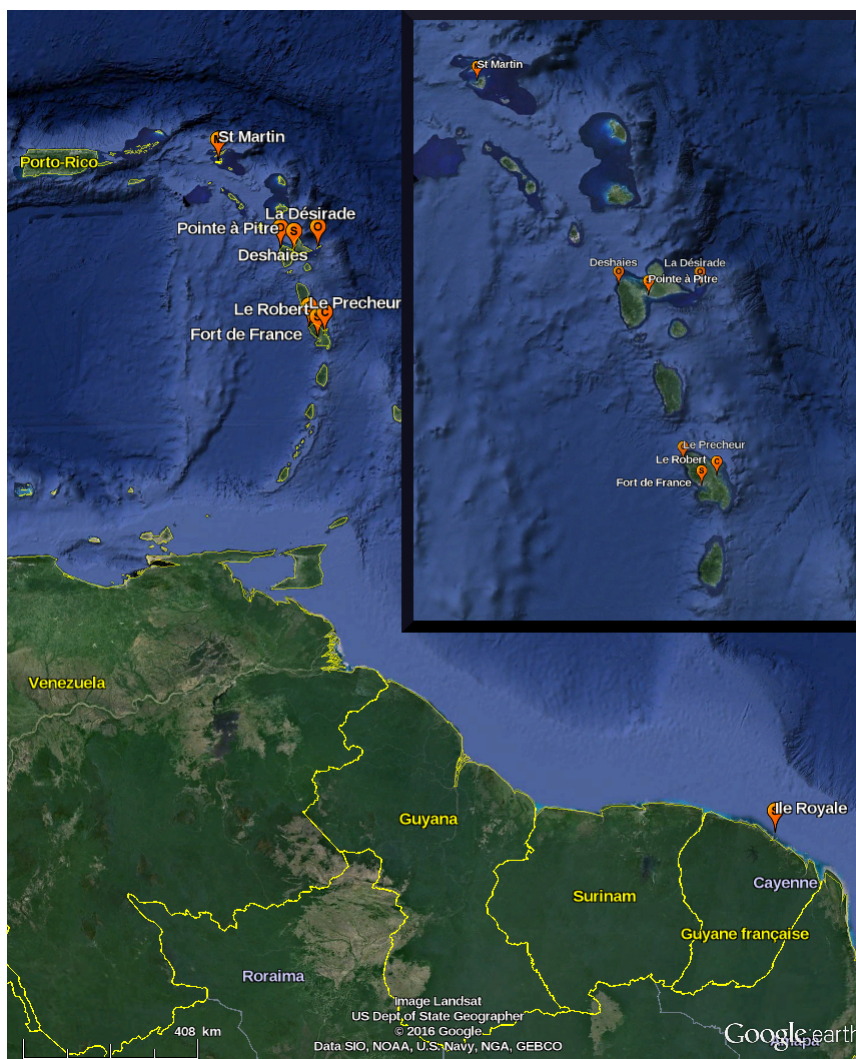 St Martin
Porto-Rico
La Désirade
Pointe à Pitre
S
O
Deshaies
Le Robert
Le Precheur
S
C
Fort de France
St Martin
Deshaies
La Désirade
O
O
Pointe à Pitre
Le Precheur
Le Robert
C
S
Fort de France
Venezuela
Guyana
Ile Royale
Cayenne
Surinam
Guyane française
Roraima
Image Landsat
US Dept of State Geographer
© 2016 Google
Data SIO, NOAA, U.S. Navy, NGA, GEBCO
408 km
Google earth
Amapá